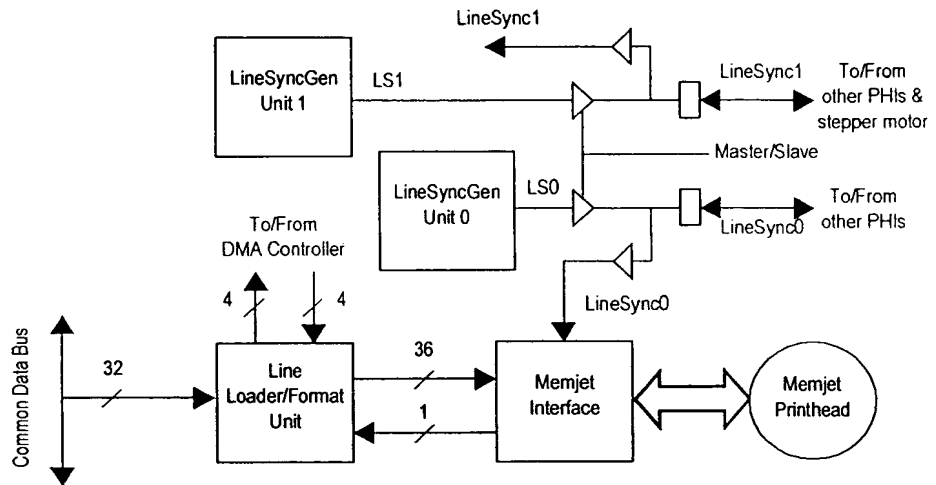 LineSync1
LineSyncGen
Unit 1
LS1
LineSync1
To/From
other PHIs &
stepper motor
Master/Slave
LineSyncGen
Unit 0
LS0
LineSync0
To/From
other PHIs
To/From
DMA Controller
4
4
LineSync0
Common Data Bus
32
Line
Loader/Format
Unit
36
1
Memjet
Interface
Memjet
Printhead